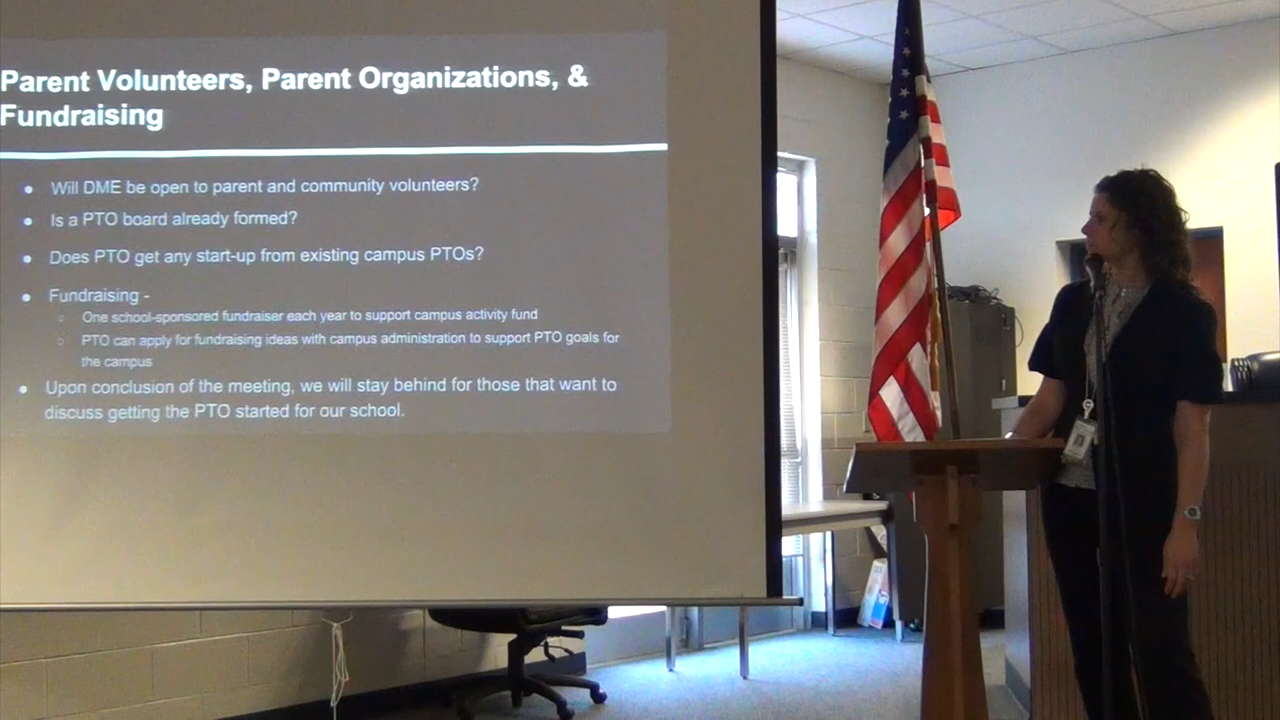 Parent Volunteers, Parent Organizations, &
Fundraising
● Will DME be open to parent and community volunteers?
● Is a PTO board already formed?
● Does PTO get any start-up from existing campus PTOs?
● Fundraising -
○ One school-sponsored fundraiser each year to support campus activity fund
○ PTO can apply for fundraising ideas with campus administration to support PTO goals for
the campus
● Upon conclusion of the meeting, we will stay behind for those that want to
discuss getting the PTO started for our school.